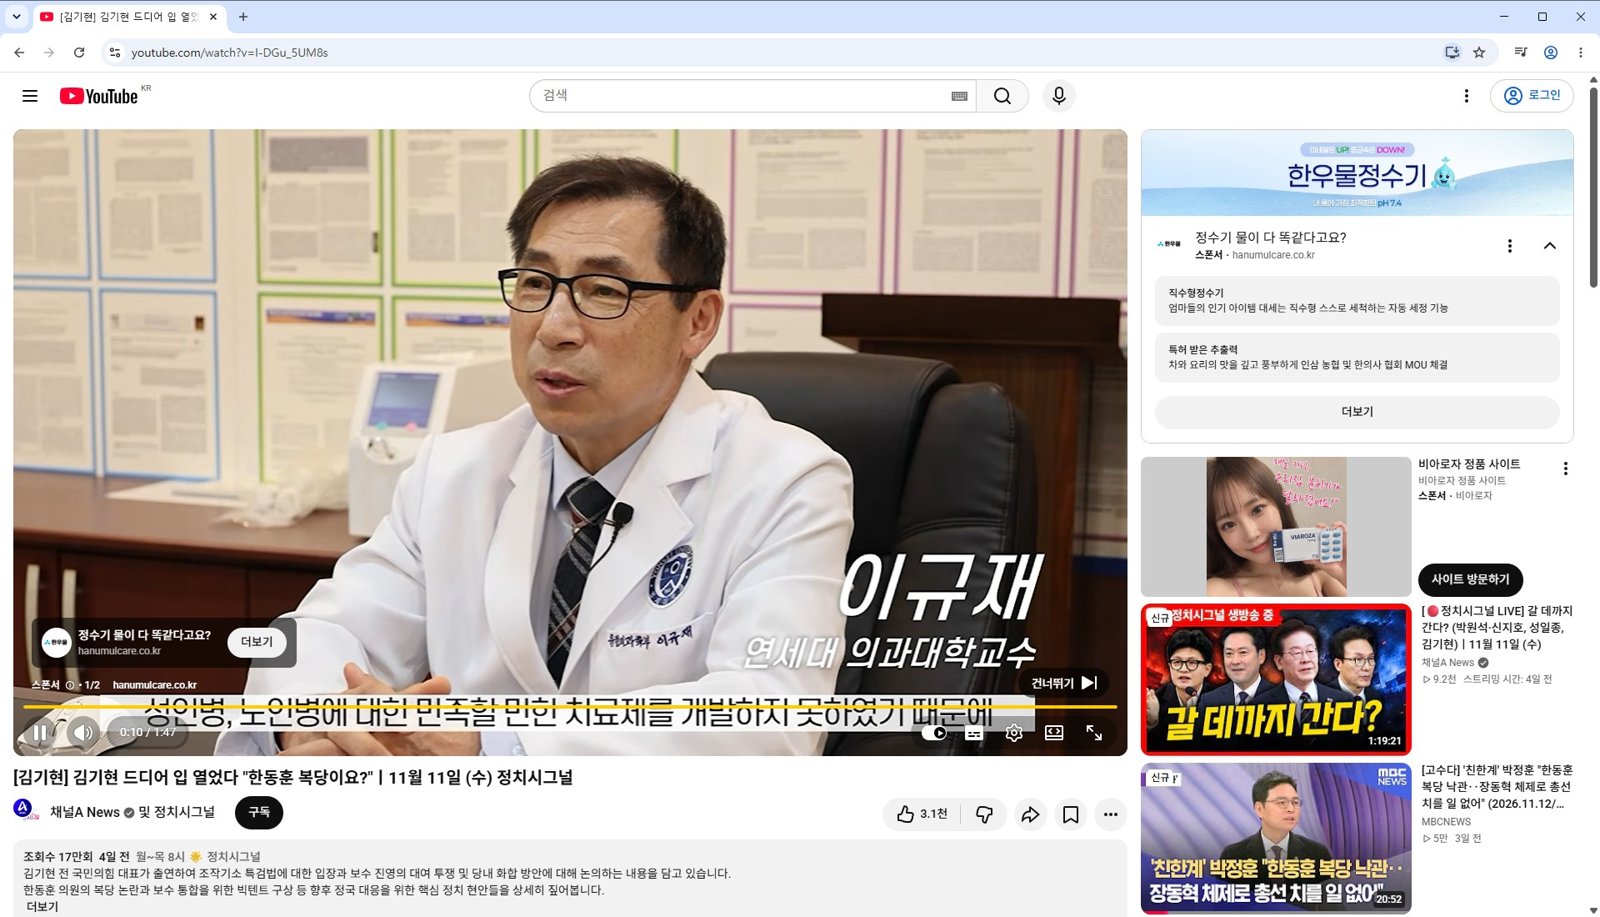 [김기현] 김기현 드디어 입 열었
youtube.com/watch?v=I-DGu_5UM8s
YouTube KR
검색
로그인
이규재
연세대 의과대학교수
이규재
정수기 물이 다 똑같다고요?
hanumulcare.co.kr
더보기
스폰서 · 1/2 hanumulcare.co.kr
건너뛰기
성인병, 노인병에 대한 만족할 만한 치료제를 개발하지 못하였기 때문에
0:10 / 1:47
[김기현] 김기현 드디어 입 열었다 "한동훈 복당이요?"ㅣ11월 11일 (수) 정치시그널
채널A News 및 정치시그널
구독
3.1천
조회수 17만회 4일 전 월~목 8시 🌟 정치시그널
김기현 전 국민의힘 대표가 출연하여 조작기소 특검법에 대한 입장과 보수 진영의 대여 투쟁 및 당내 화합 방안에 대해 논의하는 내용을 담고 있습니다.
한동훈 의원의 복당 논란과 보수 통합을 위한 빅텐트 구상 등 향후 정국 대응을 위한 핵심 정치 현안들을 상세히 짚어봅니다.
더보기
한우물정수기
pH 7.4
한우물
정수기 물이 다 똑같다고요?
스폰서 · hanumulcare.co.kr
직수형정수기
엄마들의 인기 아이템 대세는 직수형 스스로 세척하는 자동 세정 기능
특허 받은 추출력
차와 요리의 맛을 깊고 풍부하게 인삼 농협 및 한의사 협회 MOU 체결
더보기
VIAROZA
비아로자 정품 사이트
비아로자 정품 사이트
스폰서 · 비아로자
사이트 방문하기
신규
정치시그널 생방송 중
갈 데까지 간다?
1:19:21
[🔴정치시그널 LIVE] 갈 데까지
간다? (박원석·신지호, 성일종,
김기현)ㅣ11월 11일 (수)
채널A News
9.2천 스트리밍 시간: 4일 전
신규
MBC NEWS
'친한계' 박정훈 "한동훈 복당 낙관‥
장동혁 체제로 총선 치를 일 없어"
20:52
[고수다] '친한계' 박정훈 "한동훈
복당 낙관‥장동혁 체제로 총선
치를 일 없어" (2026.11.12/...
MBCNEWS
5만 3일 전